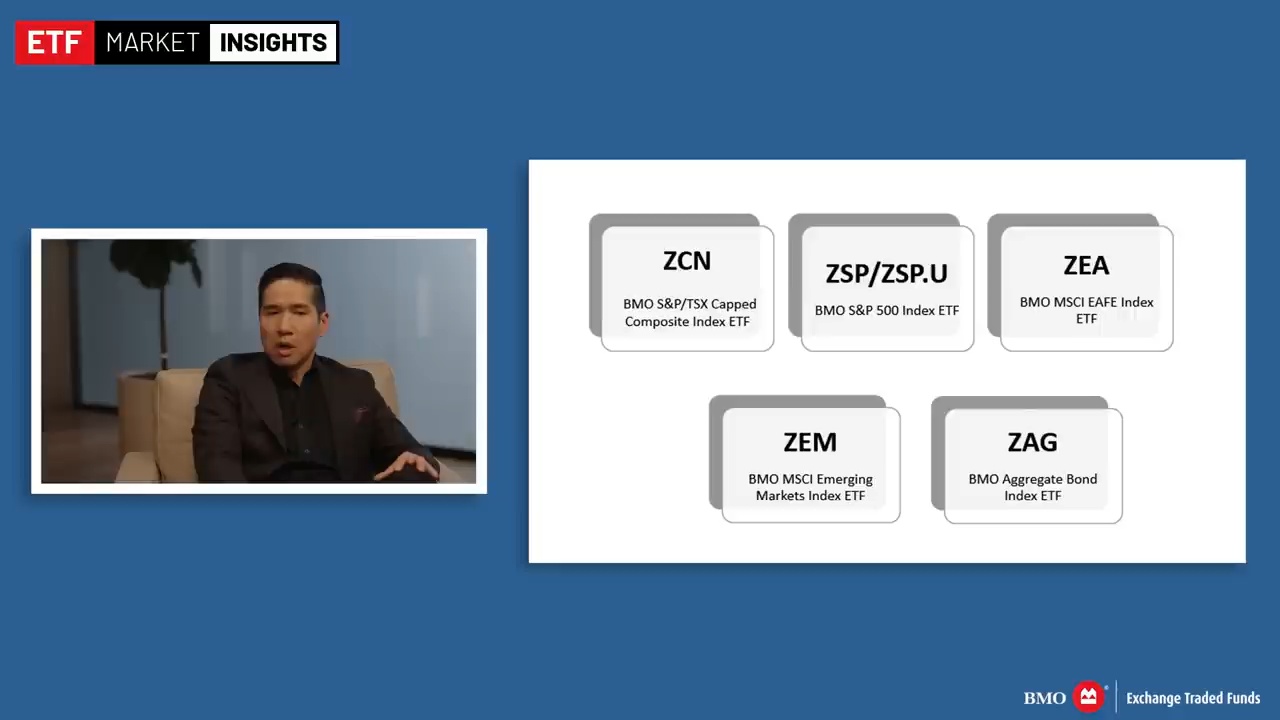 ETF MARKET INSIGHTS
ZCN
BMO S&P/TSX Capped
Composite Index ETF
ZSP/ZSP.U
BMO S&P 500 Index ETF
ZEA
BMO MSCI EAFE Index
ETF
ZEM
BMO MSCI Emerging
Markets Index ETF
ZAG
BMO Aggregate Bond
Index ETF
BMO ® Exchange Traded Funds